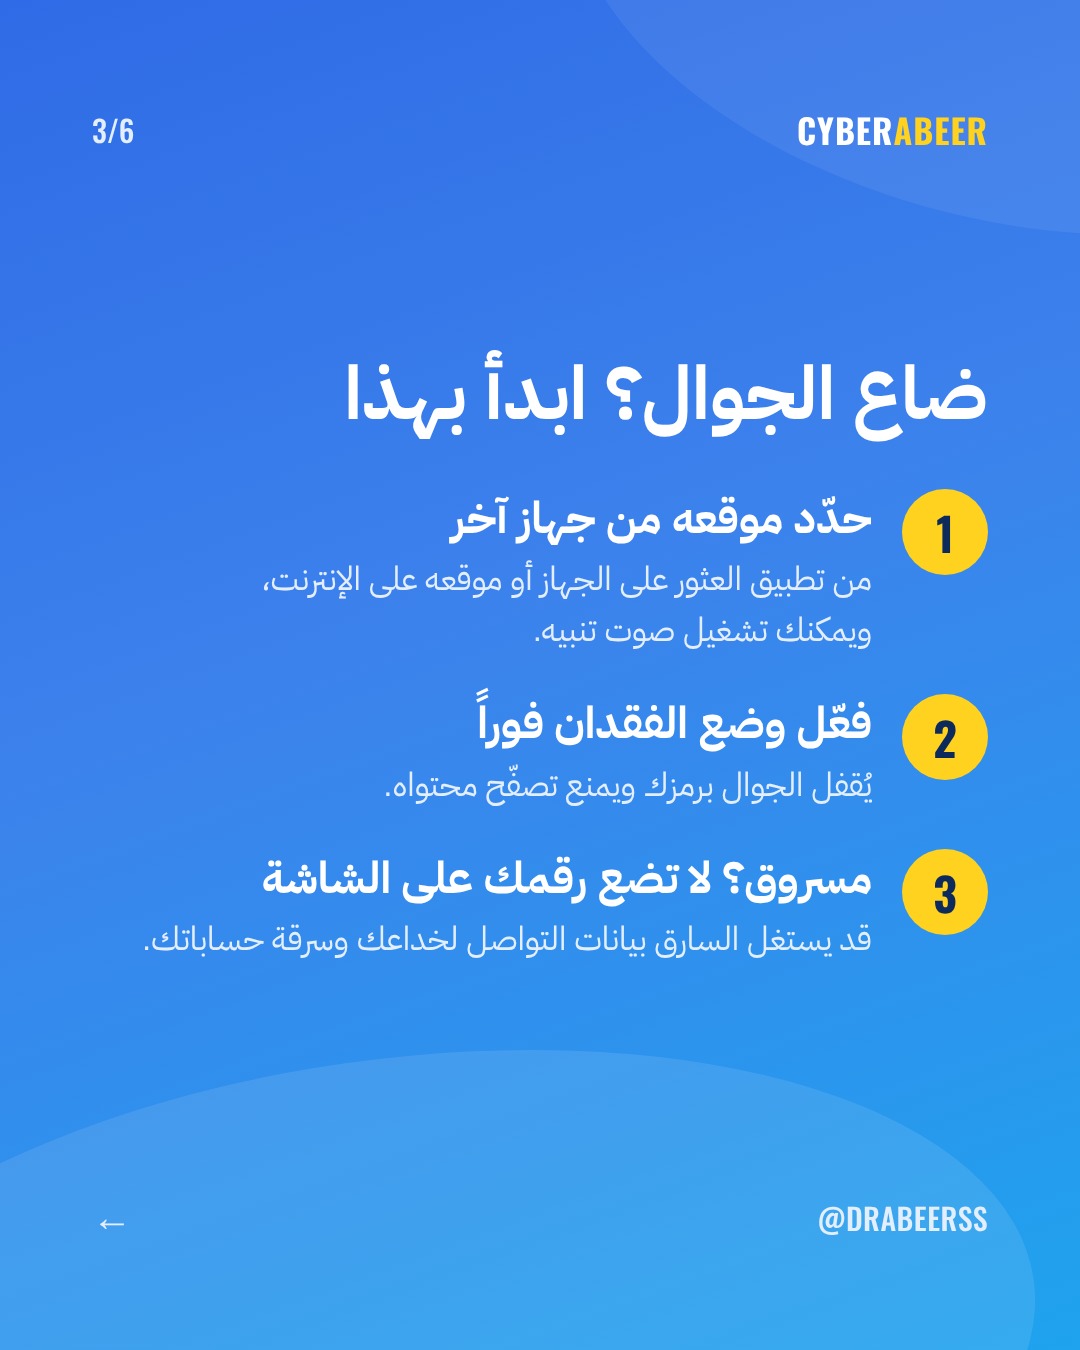 CYBERABEER
3/6
ضاع الجوال؟ ابدأ بهذا
1
حدّد موقعه من جهاز آخر
من تطبيق العثور على الجهاز أو موقعه على الإنترنت،
ويمكنك تشغيل صوت تنبيه.
2
فعّل وضع الفقدان فوراً
يُقفل الجوال برمزك ويمنع تصفّح محتواه.
3
مسروق؟ لا تضع رقمك على الشاشة
قد يستغل السارق بيانات التواصل لخداعك وسرقة حساباتك.
@DRABEERSS
←